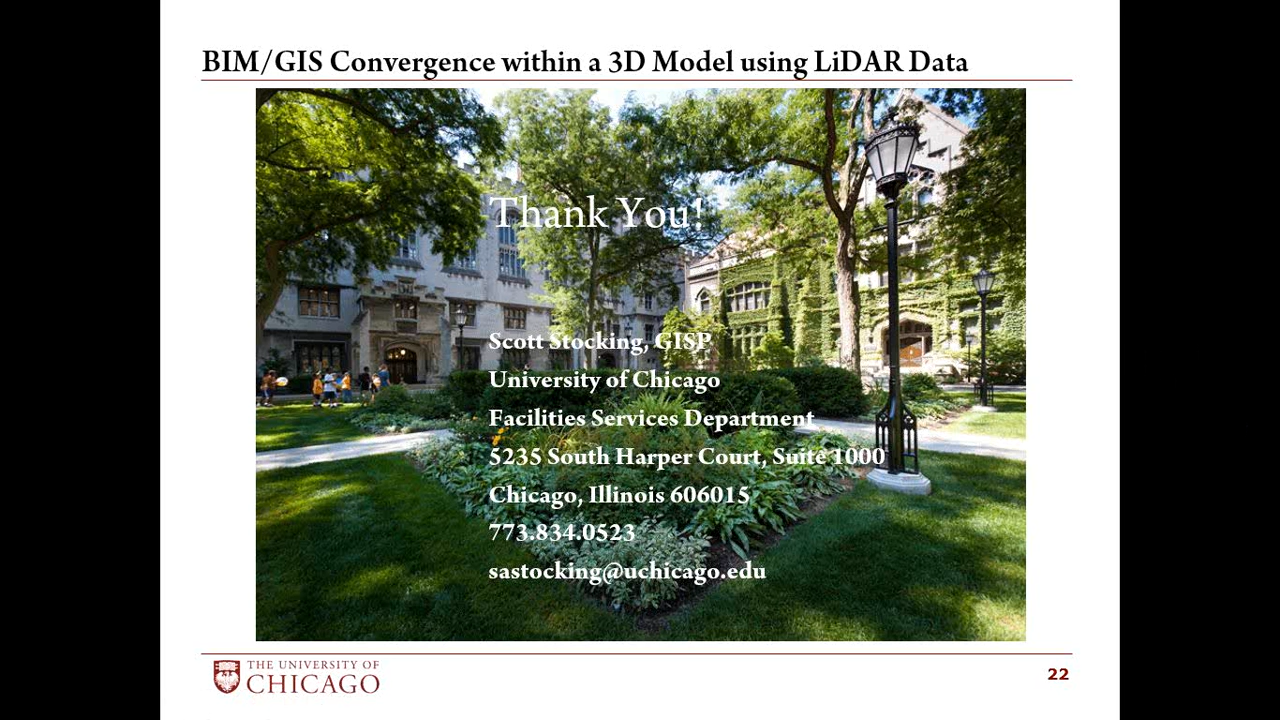 BIM/GIS Convergence within a 3D Model using LiDAR Data
Thank You!
Scott Stocking, GISP
University of Chicago
Facilities Services Department
5235 South Harper Court, Suite 1000
Chicago, Illinois 606015
773.834.0523
sastocking@uchicago.edu
THE UNIVERSITY OF
CHICAGO
22